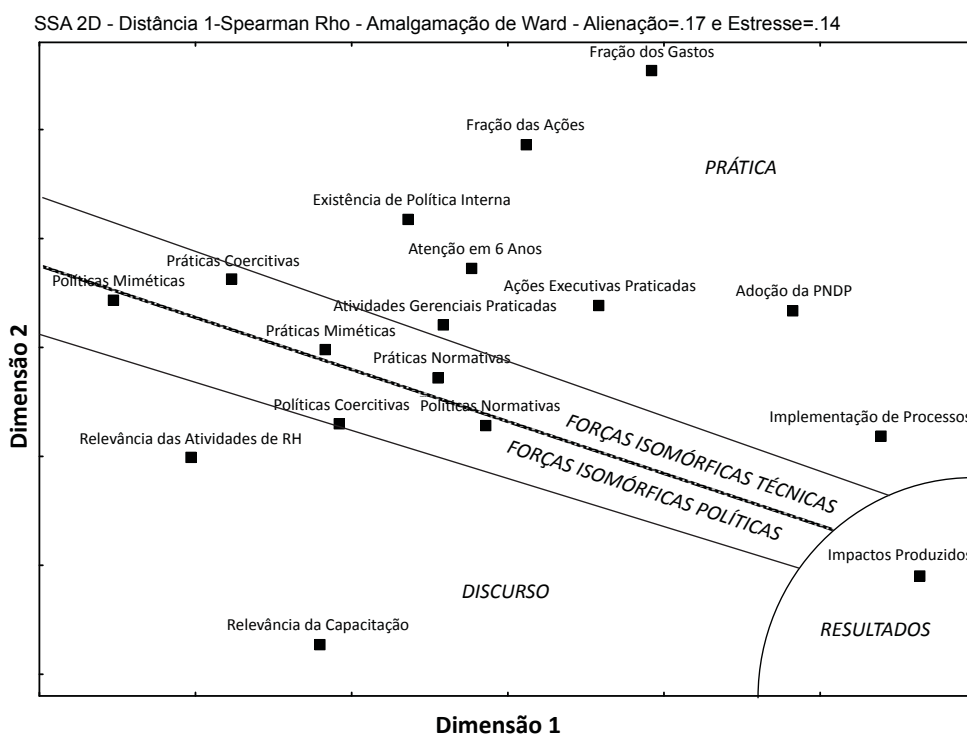 SSA 2D - Distância 1-Spearman Rho - Amalgamação de Ward - Alienação=.17 e Estresse=.14
Fração dos Gastos
Fração das Ações
PRÁTICA
Existência de Política Interna
Atenção em 6 Anos
Práticas Coercitivas
Políticas Miméticas
Ações Executivas Praticadas
Adoção da PNDP
Atividades Gerenciais Praticadas
Práticas Miméticas
Práticas Normativas
Políticas Coercitivas
Políticas Normativas
Implementação de Processos
Relevância das Atividades de RH
FORÇAS ISOMÓRFICAS TÉCNICAS
FORÇAS ISOMÓRFICAS POLÍTICAS
Impactos Produzidos
DISCURSO
Relevância da Capacitação
RESULTADOS
Dimensão 2
Dimensão 1